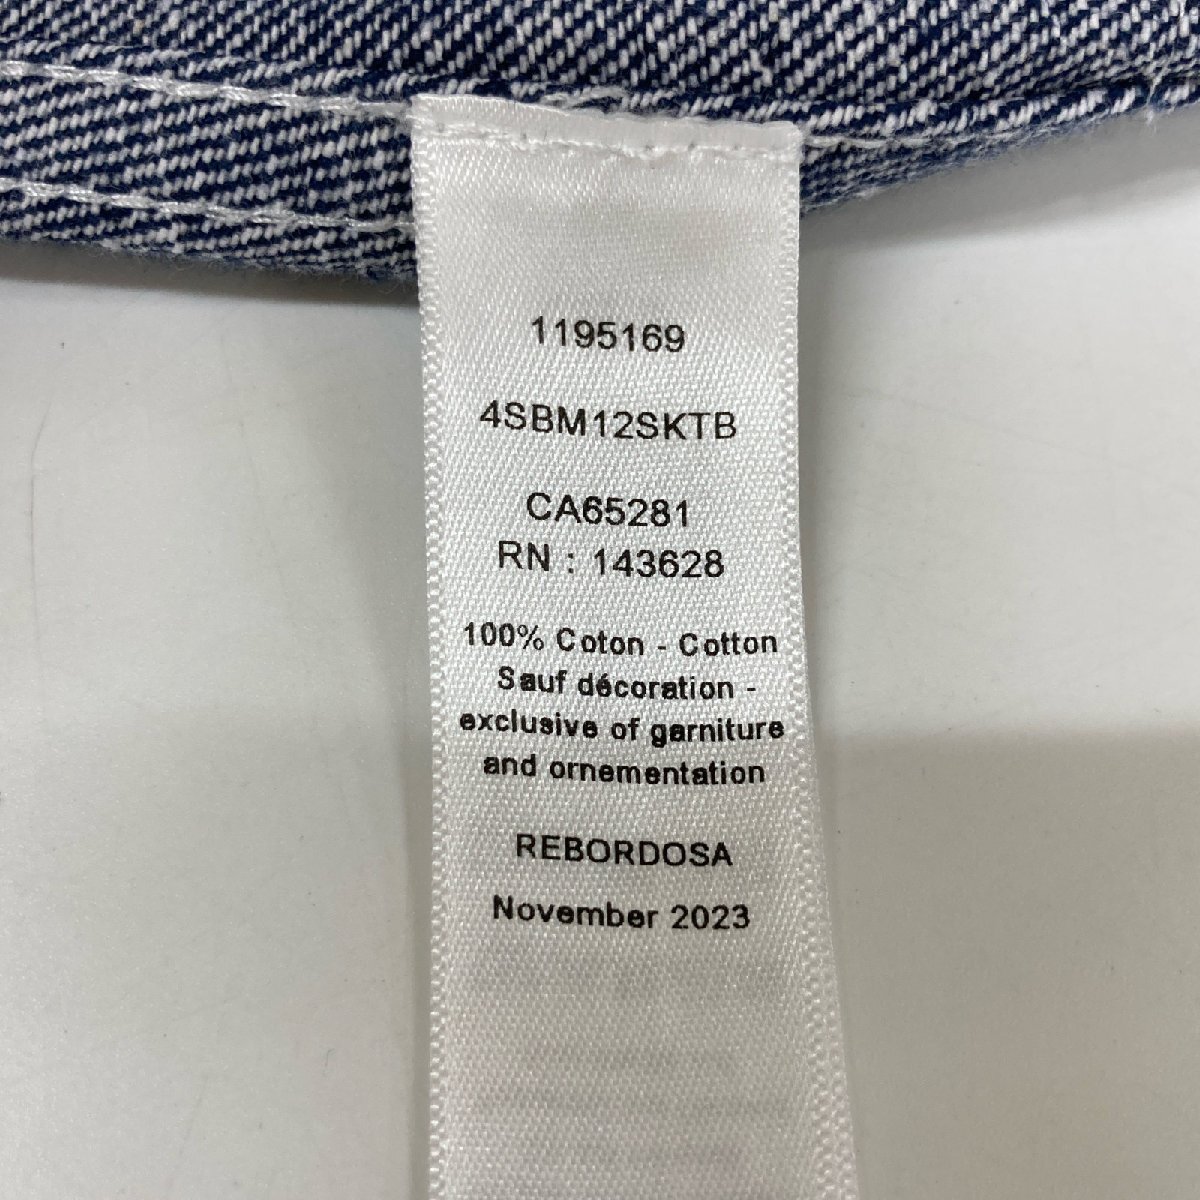 1195169
4SBM12SKTB
CA65281
RN : 143628
100% Coton - Cotton
Sauf décoration -
exclusive of garniture
and ornementation
REBORDOSA
November 2023